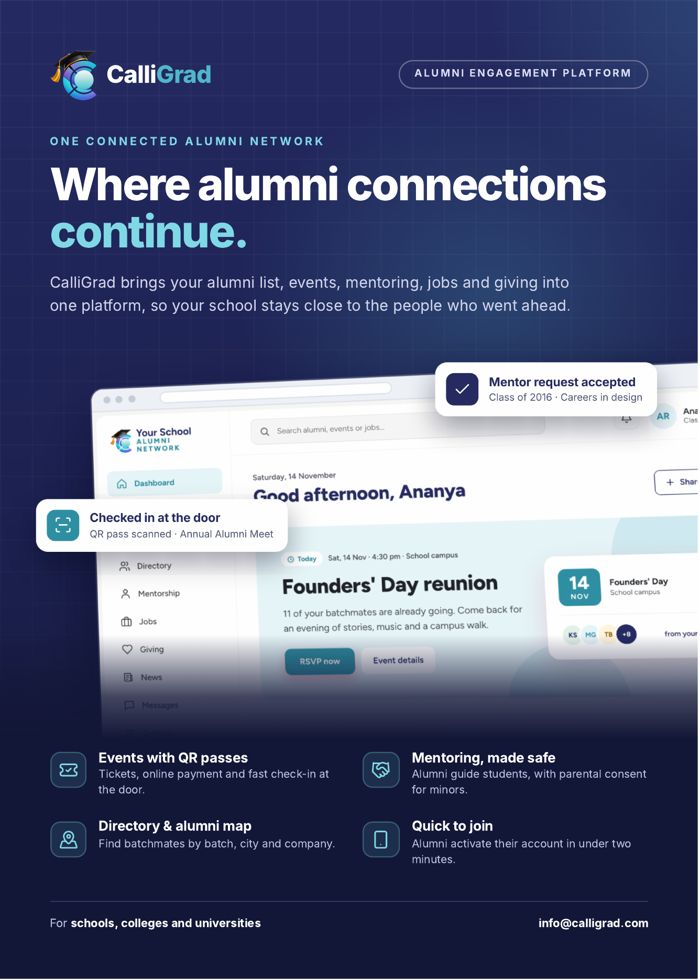 CalliGrad
ALUMNI ENGAGEMENT PLATFORM
ONE CONNECTED ALUMNI NETWORK
Where alumni connections
continue.
CalliGrad brings your alumni list, events, mentoring, jobs and giving into
one platform, so your school stays close to the people who went ahead.
Mentor request accepted
Class of 2016 · Careers in design
Your School
ALUMNI
NETWORK
Search alumni, events or jobs...
AR
Dashboard
Saturday, 14 November
Good afternoon, Ananya
Checked in at the door
QR pass scanned · Annual Alumni Meet
Directory
Mentorship
Jobs
Giving
News
Messages
Today
Sat, 14 Nov · 4:30 pm · School campus
Founders' Day reunion
11 of your batchmates are already going. Come back for
an evening of stories, music and a campus walk.
RSVP now
Event details
14
NOV
Founders' Day
School campus
KS MG TB +8
from your
Events with QR passes
Tickets, online payment and fast check-in at
the door.
Mentoring, made safe
Alumni guide students, with parental consent
for minors.
Directory & alumni map
Find batchmates by batch, city and company.
Quick to join
Alumni activate their account in under two
minutes.
For schools, colleges and universities
info@calligrad.com